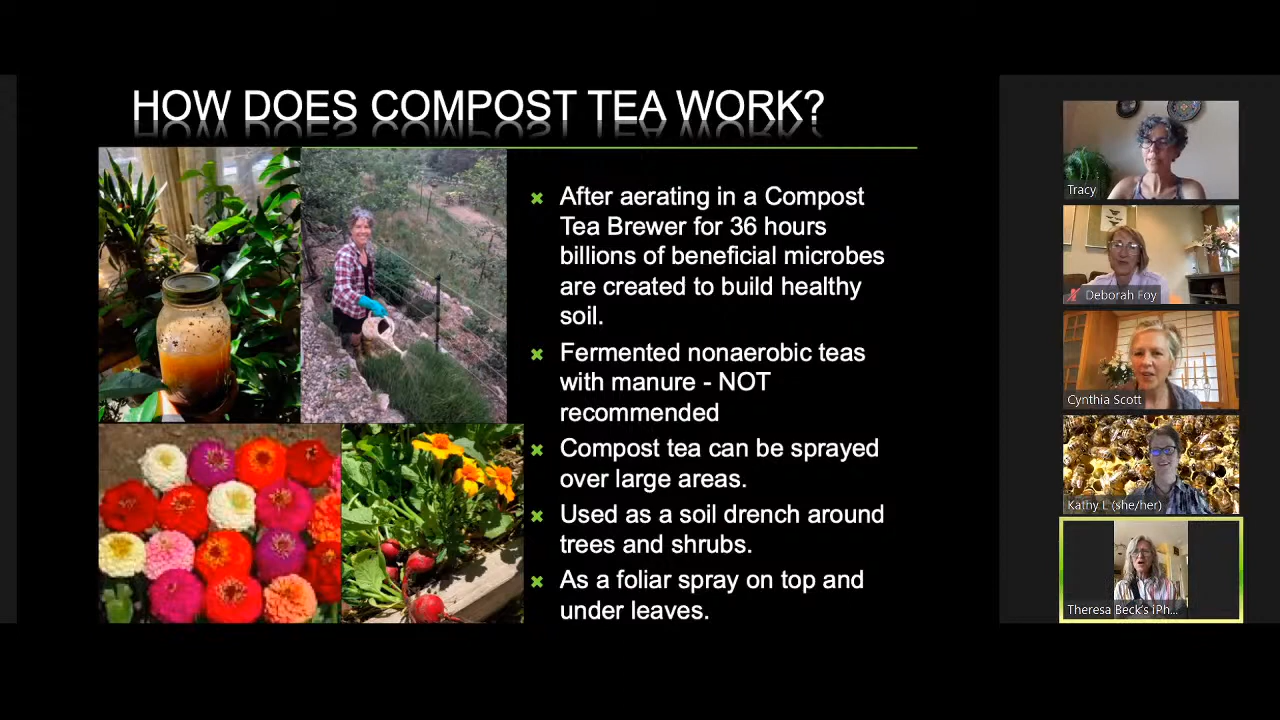 HOW DOES COMPOST TEA WORK?
After aerating in a Compost
Tea Brewer for 36 hours
billions of beneficial microbes
are created to build healthy
soil.
Fermented nonaerobic teas
with manure - NOT
recommended
Compost tea can be sprayed
over large areas.
Used as a soil drench around
trees and shrubs.
As a foliar spray on top and
under leaves.
Tracy
Deborah Foy
Cynthia Scott
Kathy L (she/her)
Theresa Beck's iPh...